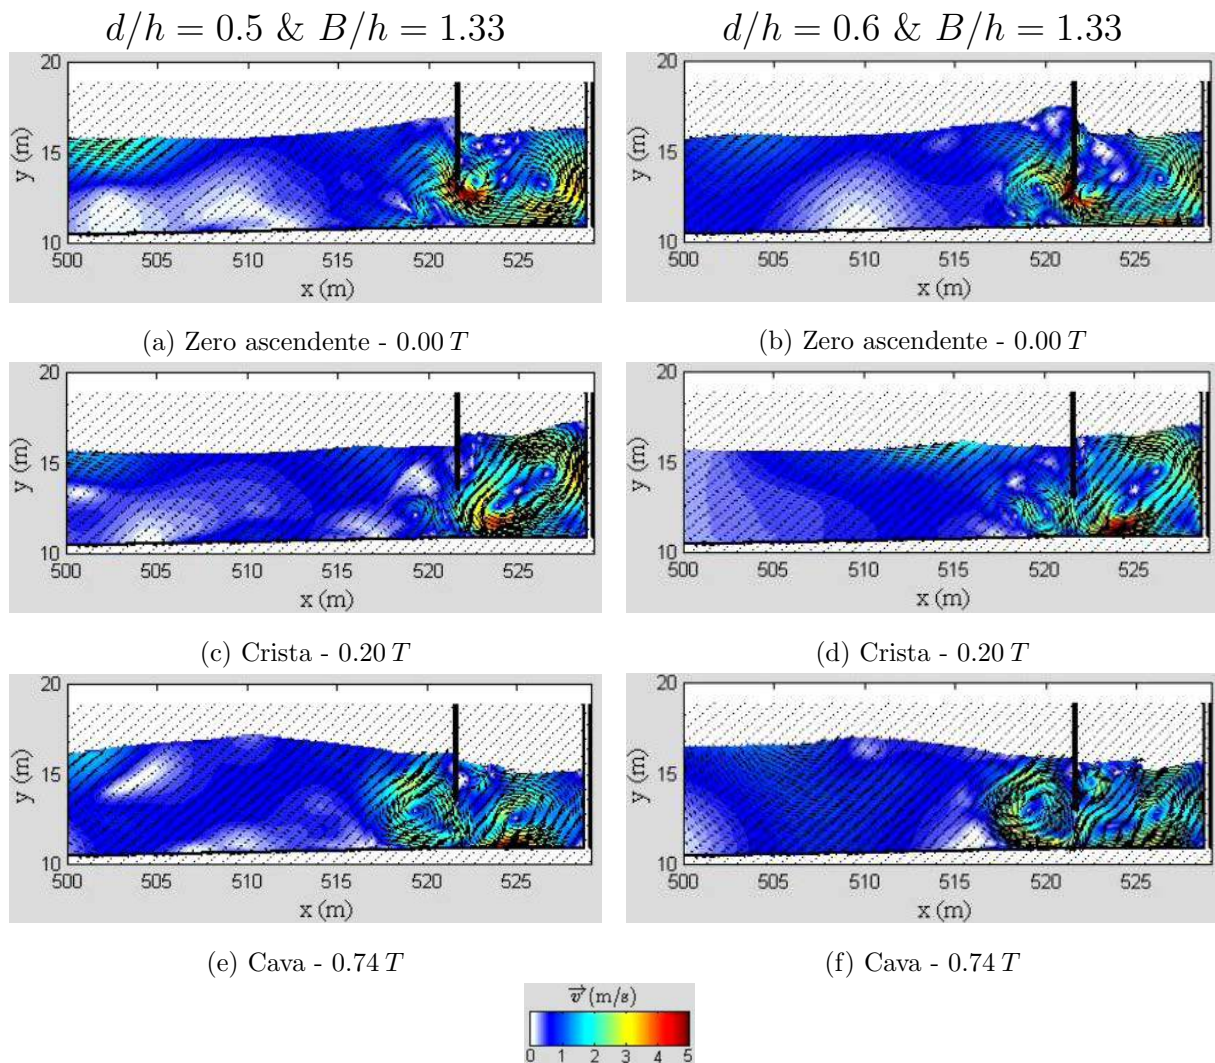 d/h = 0.5 & B/h = 1.33
d/h = 0.6 & B/h = 1.33
20
15
10
y (m)
500 505 510 515 520 525
x (m)
20
15
10
y (m)
500 505 510 515 520 525
x (m)
(a) Zero ascendente - 0.00 T
(b) Zero ascendente - 0.00 T
20
15
10
y (m)
500 505 510 515 520 525
x (m)
20
15
10
y (m)
500 505 510 515 520 525
x (m)
(c) Crista - 0.20 T
(d) Crista - 0.20 T
20
15
10
y (m)
500 505 510 515 520 525
x (m)
20
15
10
y (m)
500 505 510 515 520 525
x (m)
(e) Cava - 0.74 T
(f) Cava - 0.74 T
v⃗ (m/s)
0 1 2 3 4 5